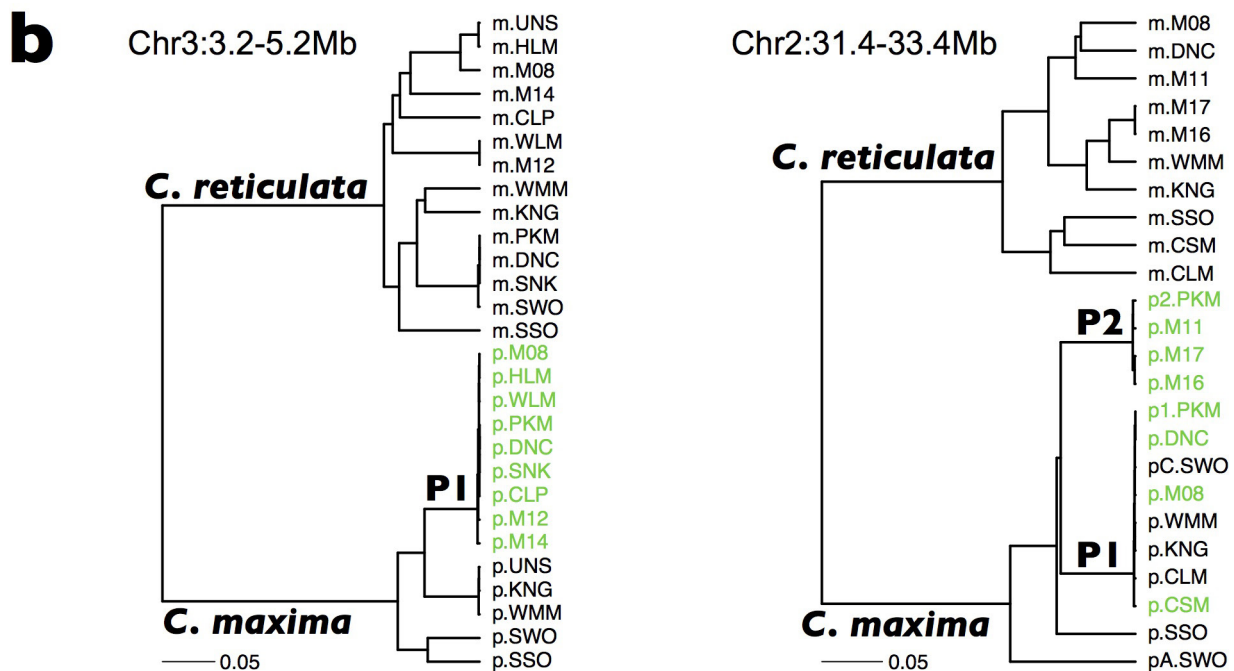 b
Chr3:3.2-5.2Mb
m.UNS
m.HLM
m.M08
m.M14
m.CLP
m.WLM
m.M12
C. reticulata
m.WMM
m.KNG
m.PKM
m.DNC
m.SNK
m.SWO
m.SSO
p.M08
p.HLM
p.WLM
p.PKM
p.DNC
p.SNK
P1
p.CLP
p.M12
p.M14
p.UNS
p.KNG
p.WMM
C. maxima
p.SWO
p.SSO
0.05
Chr2:31.4-33.4Mb
m.M08
m.DNC
m.M11
m.M17
m.M16
C. reticulata
m.WMM
m.KNG
m.SSO
m.CSM
m.CLM
p2.PKM
P2
p.M11
p.M17
p.M16
p1.PKM
p.DNC
pC.SWO
p.M08
p.WMM
p.KNG
P1
p.CLM
p.CSM
C. maxima
p.SSO
pA.SWO
0.05